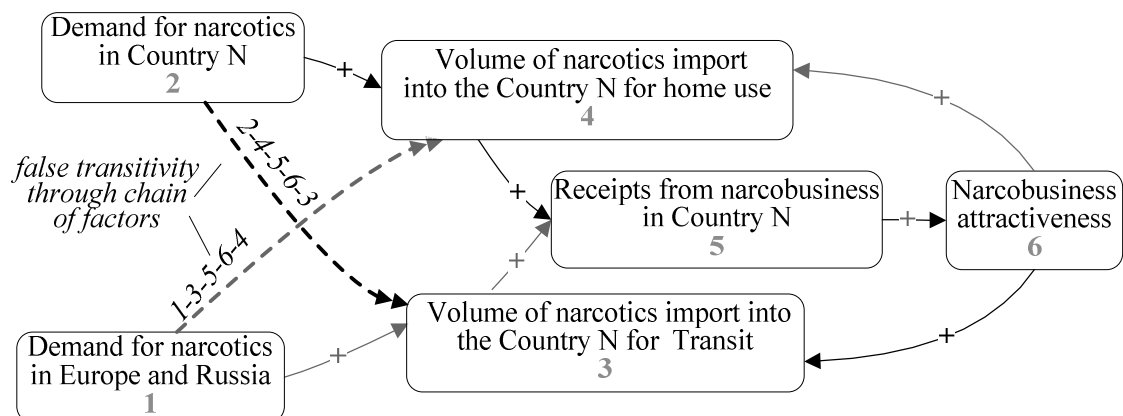 Demand for narcotics
in Country N
2
+
Volume of narcotics import
into the Country N for home use
4
+
2-4-5-6-3
false transitivity
through chain
of factors
+
Receipts from narcobusiness
in Country N
5
+
Narcobusiness
attractiveness
6
1-3-5-6-4
+
Volume of narcotics import into
the Country N for Transit
3
+
Demand for narcotics
in Europe and Russia
1
+